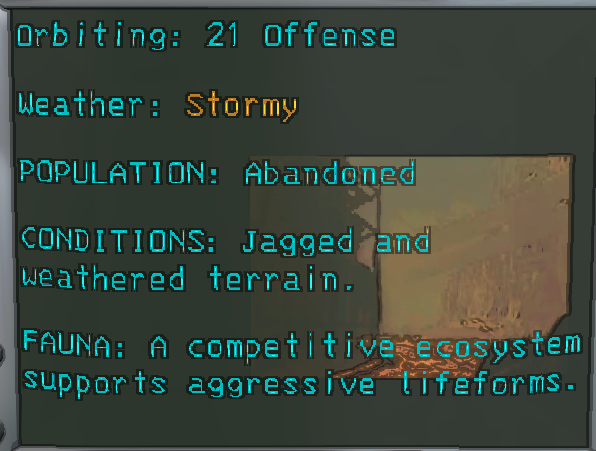 Orbiting: 21 Offense
Weather: Stormy
POPULATION: Abandoned
CONDITIONS: Jagged and
weathered terrain.
FAUNA: A competitive ecosystem
supports aggressive lifeforms.